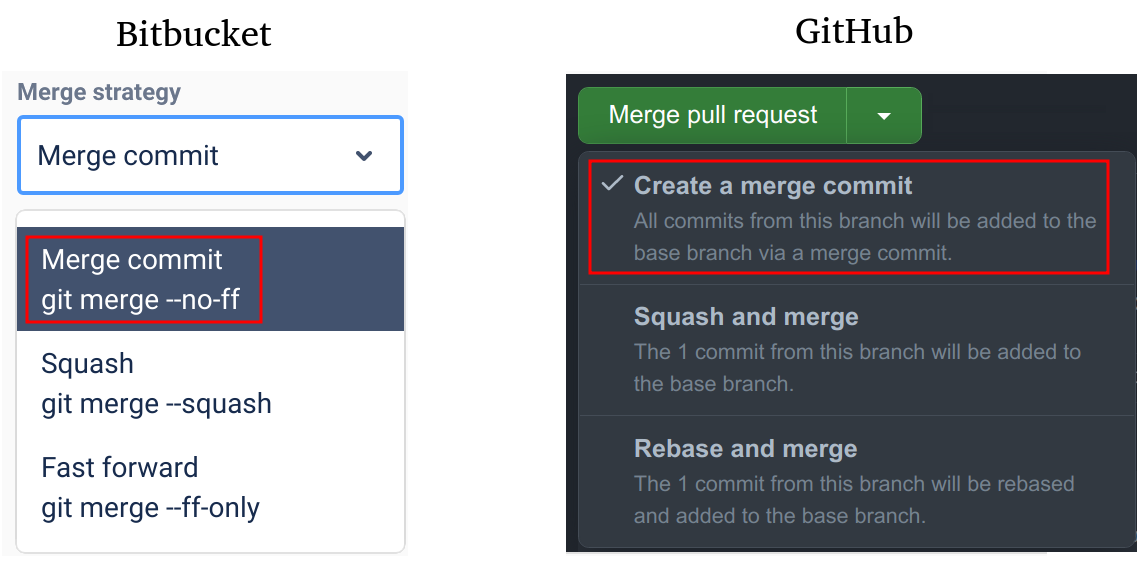 Bitbucket
Merge strategy
Merge commit
Merge commit
git merge --no-ff
Squash
git merge --squash
Fast forward
git merge --ff-only
GitHub
Merge pull request
Create a merge commit
All commits from this branch will be added to the
base branch via a merge commit.
Squash and merge
The 1 commit from this branch will be added to
the base branch.
Rebase and merge
The 1 commit from this branch will be rebased
and added to the base branch.